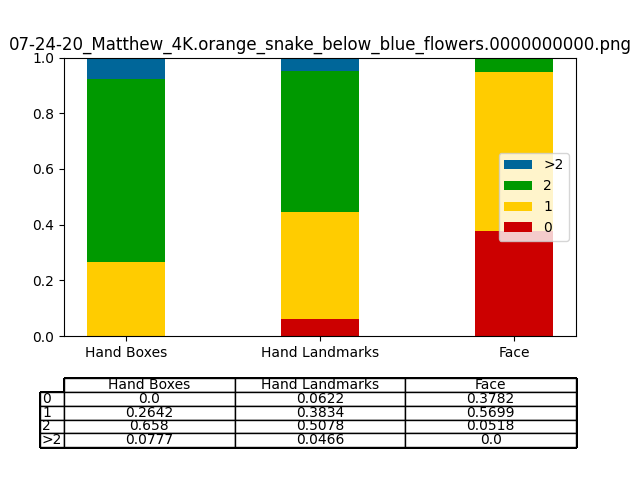 07-24-20_Matthew_4K.orange_snake_below_blue_flowers.0000000000.png
1.0
0.8
0.6
0.4
0.2
0.0
>2
2
1
0
Hand Boxes Hand Landmarks Face
Hand Boxes Hand Landmarks Face
0 0.0 0.0622 0.3782
1 0.2642 0.3834 0.5699
2 0.658 0.5078 0.0518
>2 0.0777 0.0466 0.0